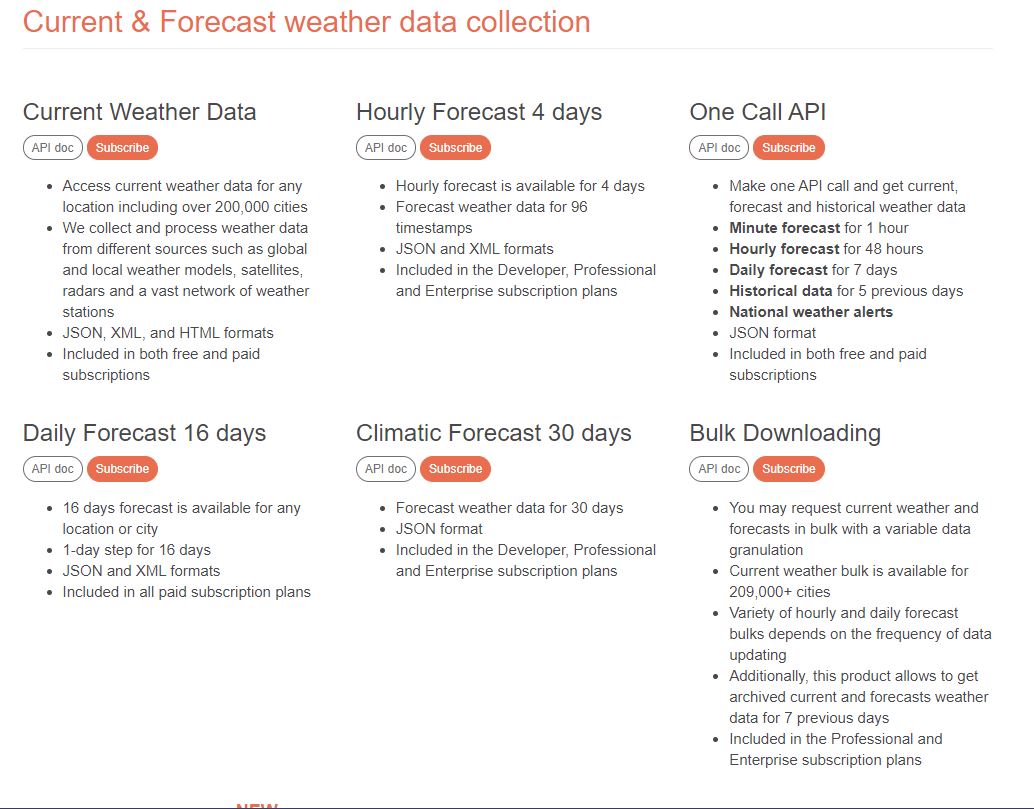 Current & Forecast weather data collection
Current Weather Data
API doc Subscribe
Access current weather data for any
location including over 200,000 cities
We collect and process weather data
from different sources such as global
and local weather models, satellites,
radars and a vast network of weather
stations
JSON, XML, and HTML formats
Included in both free and paid
subscriptions
Hourly Forecast 4 days
API doc Subscribe
Hourly forecast is available for 4 days
Forecast weather data for 96
timestamps
JSON and XML formats
Included in the Developer, Professional
and Enterprise subscription plans
One Call API
API doc Subscribe
Make one API call and get current,
forecast and historical weather data
Minute forecast for 1 hour
Hourly forecast for 48 hours
Daily forecast for 7 days
Historical data for 5 previous days
National weather alerts
JSON format
Included in both free and paid
subscriptions
Daily Forecast 16 days
API doc Subscribe
16 days forecast is available for any
location or city
1-day step for 16 days
JSON and XML formats
Included in all paid subscription plans
Climatic Forecast 30 days
API doc Subscribe
Forecast weather data for 30 days
JSON format
Included in the Developer, Professional
and Enterprise subscription plans
Bulk Downloading
API doc Subscribe
You may request current weather and
forecasts in bulk with a variable data
granulation
Current weather bulk is available for
209,000+ cities
Variety of hourly and daily forecast
bulks depends on the frequency of data
updating
Additionally, this product allows to get
archived current and forecasts weather
data for 7 previous days
Included in the Professional and
Enterprise subscription plans
NEW